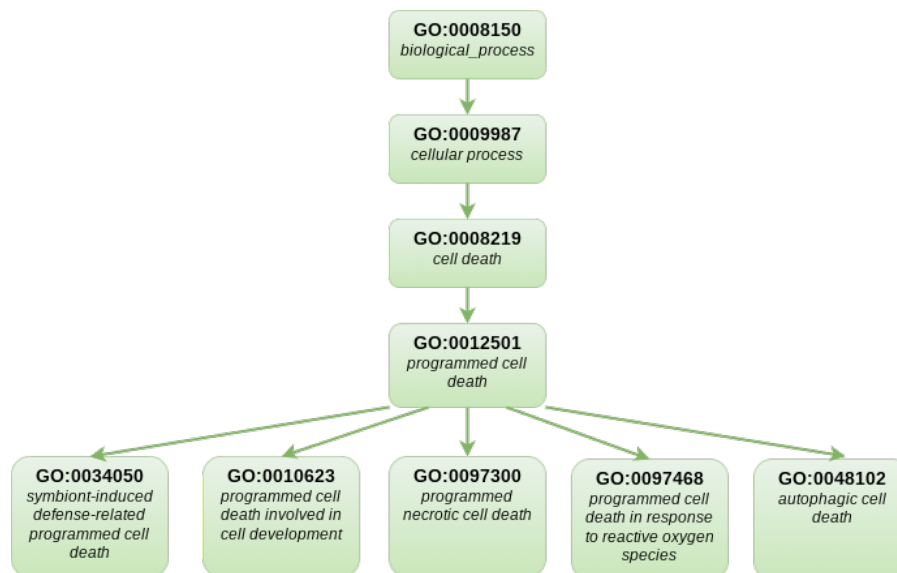 GO:0008150
biological_process
GO:0009987
cellular process
GO:0008219
cell death
GO:0012501
programmed cell
death
GO:0034050
symbiont-induced
defense-related
programmed cell
death
GO:0010623
programmed cell
death involved in
cell development
GO:0097300
programmed
necrotic cell death
GO:0097468
programmed cell
death in response
to reactive oxygen
species
GO:0048102
autophagic cell
death